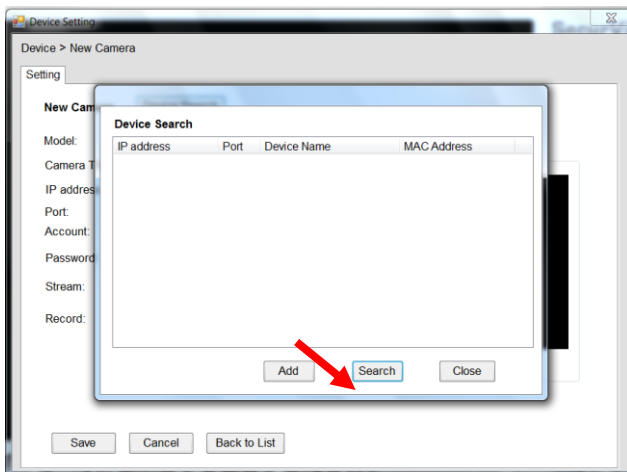 Device Setting
Device > New Camera
Setting
New Cam
Device Search
Model:
IP address Port Device Name MAC Address
Camera T
IP addres
Port:
Account:
Password
Stream:
Record:
Add Search Close
Save Cancel Back to List